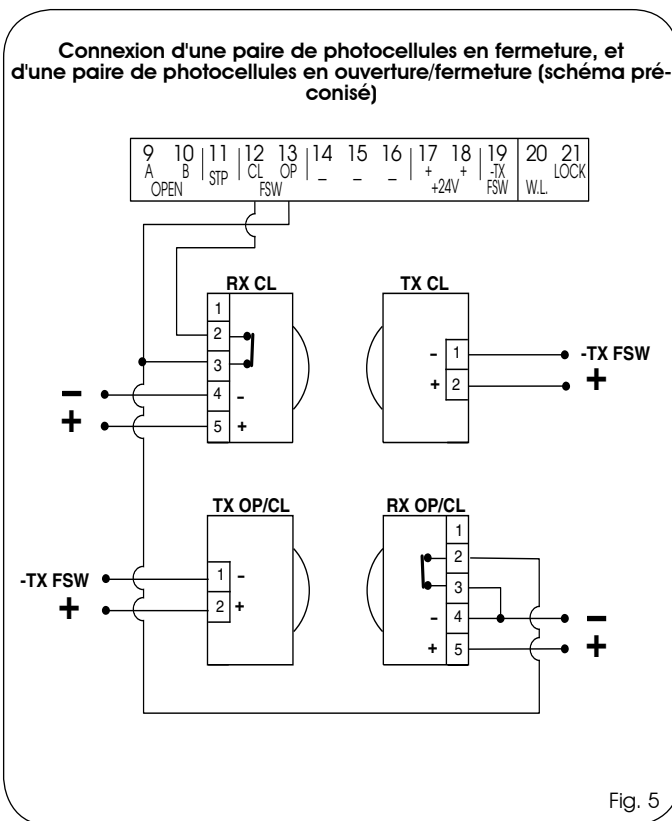 Connexion d'une paire de photocellules en fermeture, et
d'une paire de photocellules en ouverture/fermeture (schéma pré-
conisé)
9 10 11 12 13 14 15 16 17 18 19 20 21
A B STP CL OP – – – + + -TX LOCK
OPEN FSW +24V FSW W.L.
RX CL TX CL
1
2
3
4 -
5 +
- 1
+ 2
-TX FSW
+
–
+
TX OP/CL RX OP/CL
1 -
2 +
-TX FSW
+
1
2
3
- 4
+ 5
–
+
Fig. 5